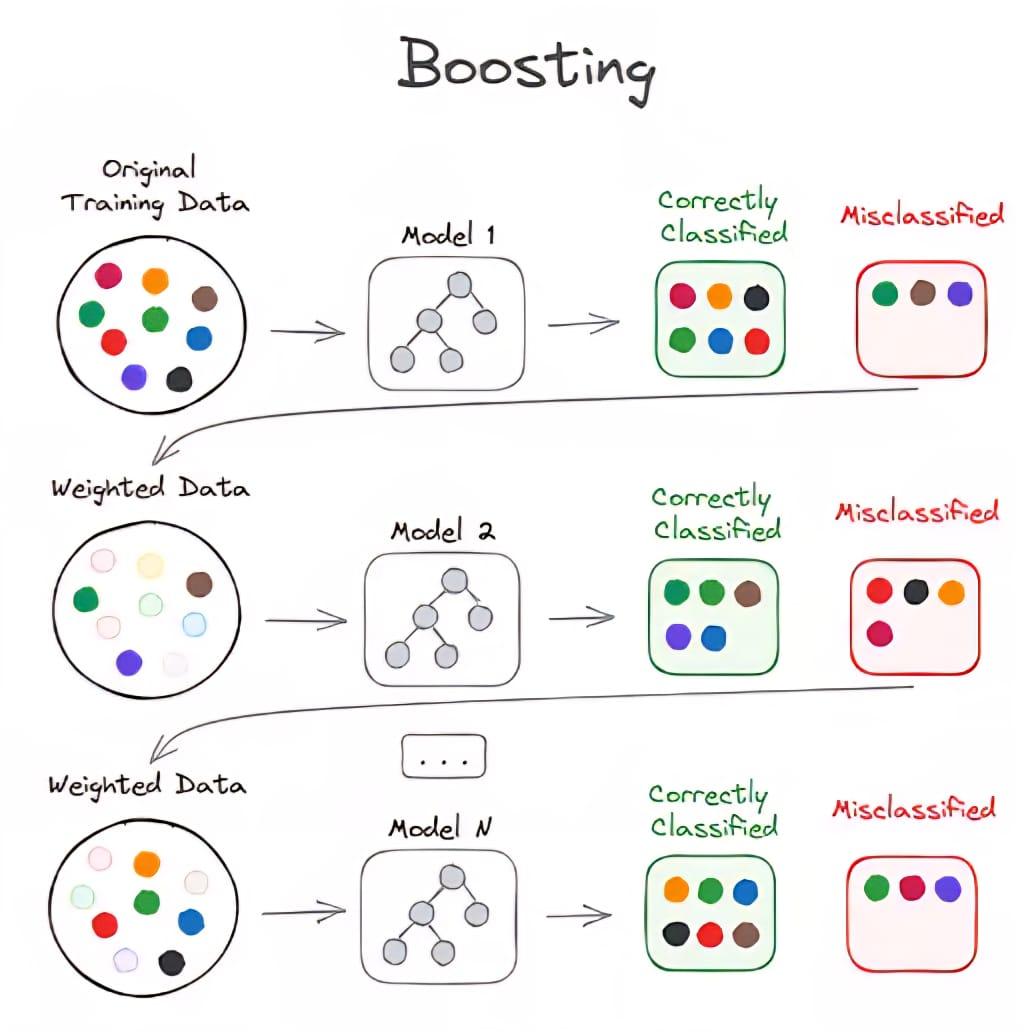 Boosting
Original
Training Data
Model 1
Correctly
Classified
Misclassified
Weighted Data
Model 2
Correctly
Classified
Misclassified
...
Weighted Data
Model N
Correctly
Classified
Misclassified